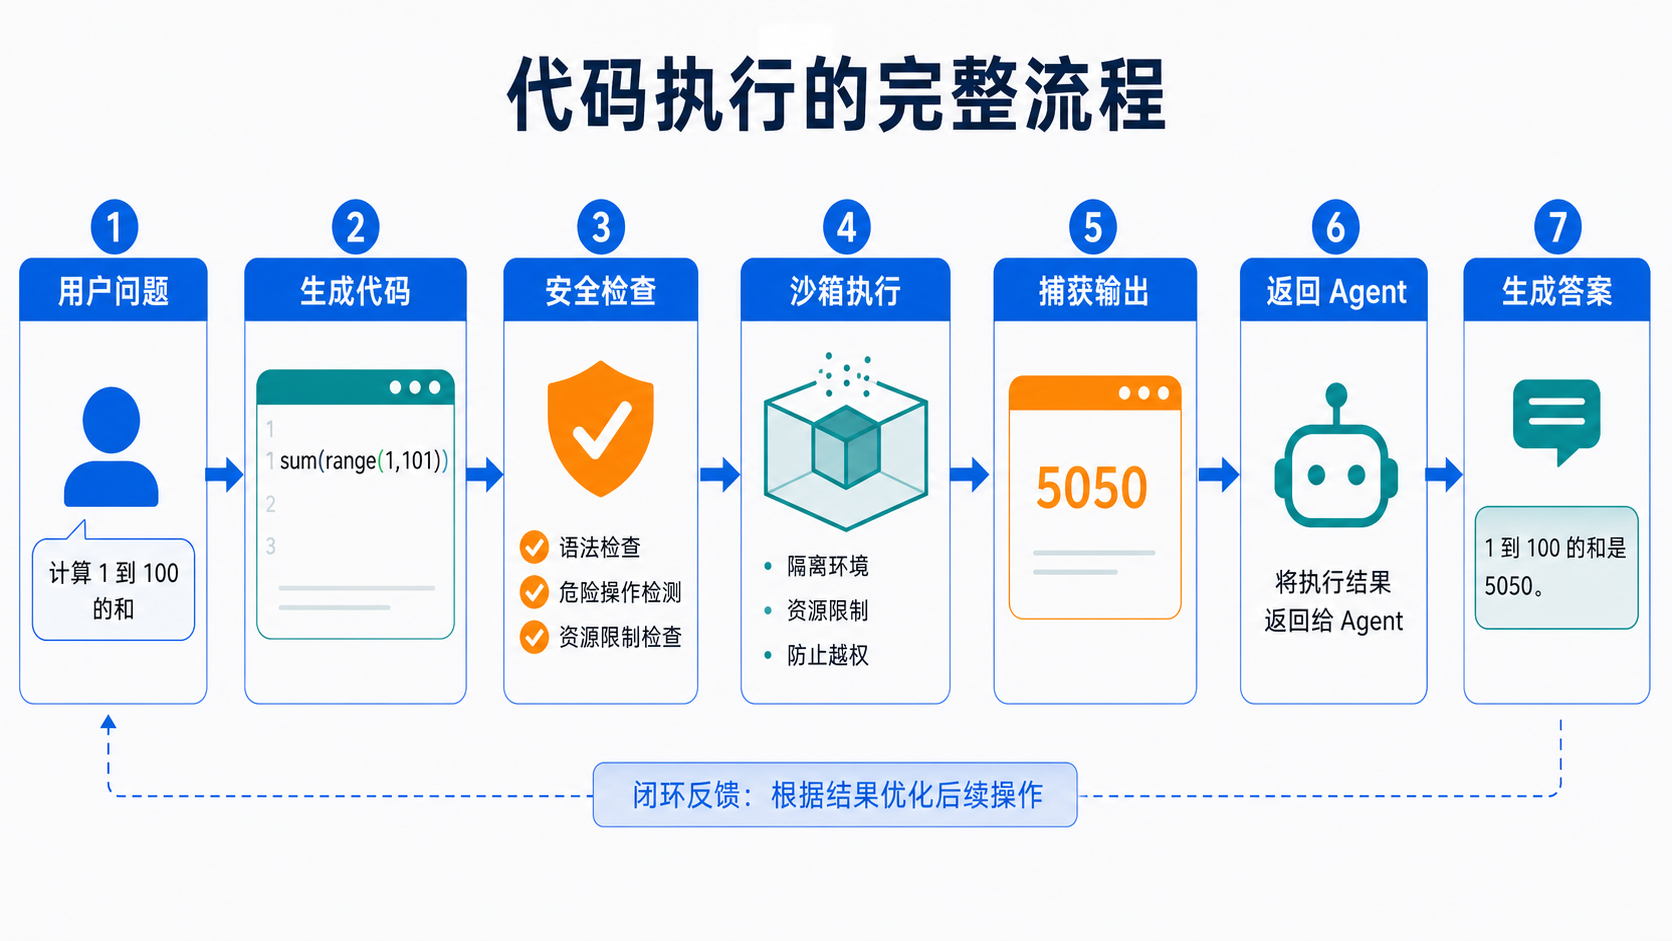 代码执行的完整流程
1
用户问题
计算 1 到 100
的和
2
生成代码
1
1 sum(range(1,101))
2
3
3
安全检查
语法检查
危险操作检测
资源限制检查
4
沙箱执行
• 隔离环境
• 资源限制
• 防止越权
5
捕获输出
5050
6
返回 Agent
将执行结果
返回给 Agent
7
生成答案
1 到 100 的和是
5050。
闭环反馈：根据结果优化后续操作